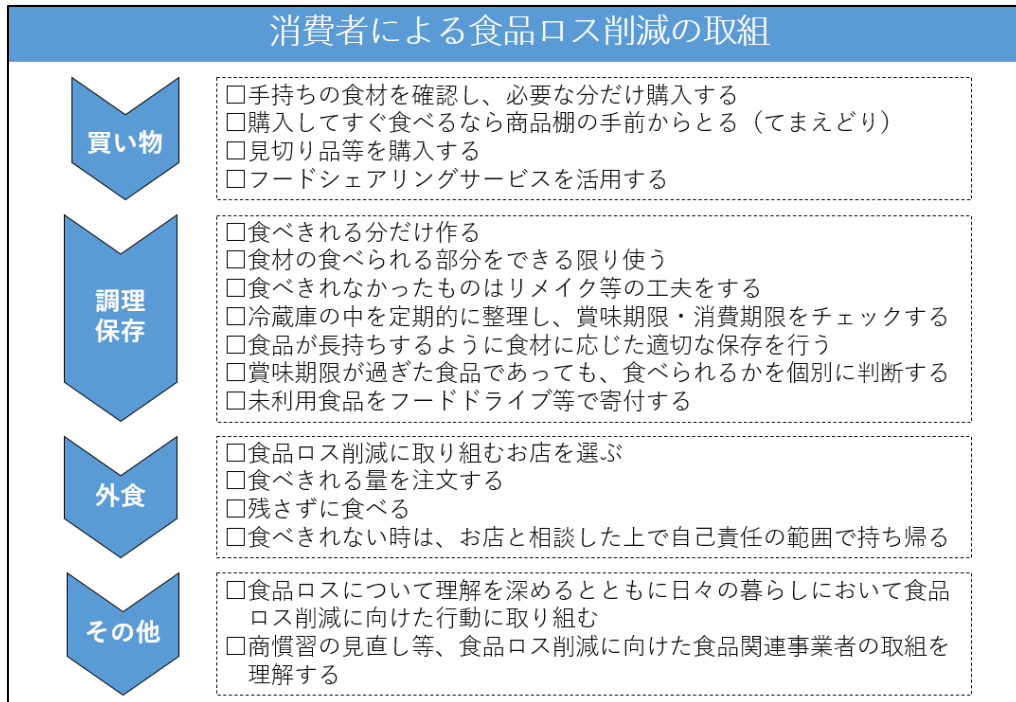 消費者による食品ロス削減の取組
買い物
□手持ちの食材を確認し、必要な分だけ購入する
□購入してすぐ食べるなら商品棚の手前からとる（てまえどり）
□見切り品等を購入する
□フードシェアリングサービスを活用する
調理
保存
□食べきれる分だけ作る
□食材の食べられる部分をできる限り使う
□食べきれなかったものはリメイク等の工夫をする
□冷蔵庫の中を定期的に整理し、賞味期限・消費期限をチェックする
□食品が長持ちするように食材に応じた適切な保存を行う
□賞味期限が過ぎた食品であっても、食べられるかを個別に判断する
□未利用食品をフードドライブ等で寄付する
外食
□食品ロス削減に取り組むお店を選ぶ
□食べきれる量を注文する
□残さずに食べる
□食べきれない時は、お店と相談した上で自己責任の範囲で持ち帰る
その他
□食品ロスについて理解を深めるとともに日々の暮らしにおいて食品
ロス削減に向けた行動に取り組む
□商慣習の見直し等、食品ロス削減に向けた食品関連事業者の取組を
理解する